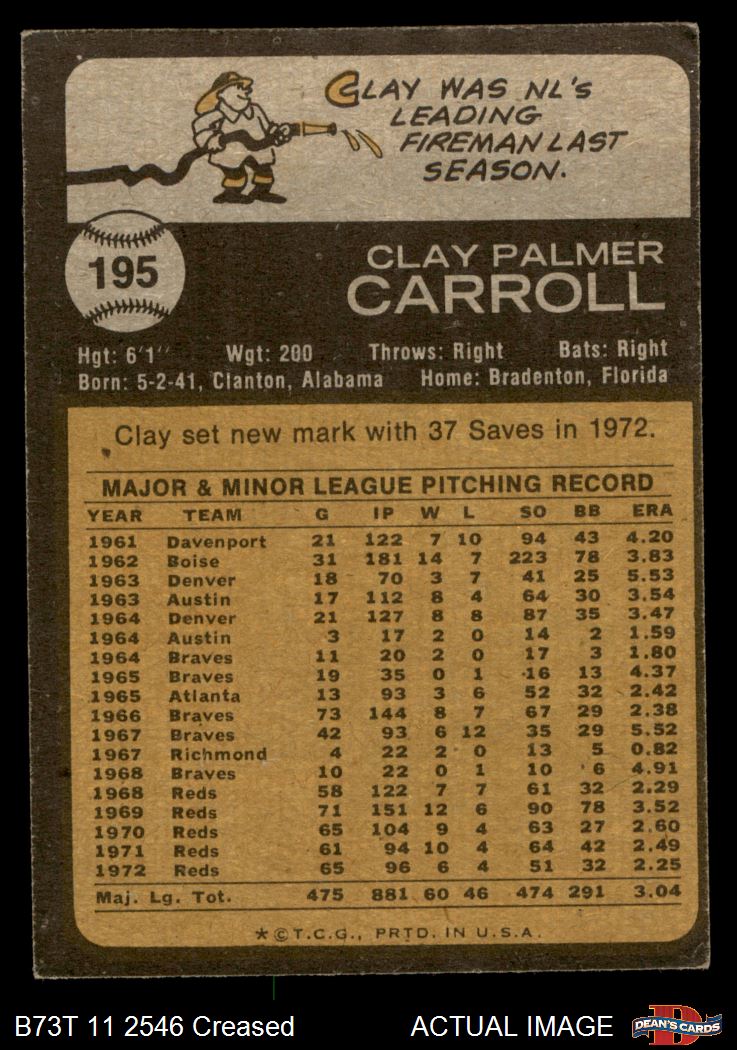 CLAY WAS NL'S
LEADING
FIREMAN LAST
SEASON.
195
CLAY PALMER
CARROLL
Hgt: 6'1" Wgt: 200 Throws: Right Bats: Right
Born: 5-2-41, Clanton, Alabama Home: Bradenton, Florida
Clay set new mark with 37 Saves in 1972.
MAJOR & MINOR LEAGUE PITCHING RECORD
YEAR TEAM G IP W L SO BB ERA
1961 Davenport 21 122 7 10 94 43 4.20
1962 Boise 31 181 14 7 223 78 3.83
1963 Denver 18 70 3 7 41 25 5.53
1963 Austin 17 112 8 4 64 30 3.54
1964 Denver 21 127 8 8 87 35 3.47
1964 Austin 3 17 2 0 14 2 1.59
1964 Braves 11 20 2 0 17 3 1.80
1965 Braves 19 35 0 1 16 13 4.37
1965 Atlanta 13 93 3 6 52 32 2.42
1966 Braves 73 144 8 7 67 29 2.38
1967 Braves 42 93 6 12 35 29 5.52
1967 Richmond 4 22 2 0 13 5 0.82
1968 Braves 10 22 0 1 10 6 4.91
1968 Reds 58 122 7 7 61 32 2.29
1969 Reds 71 151 12 6 90 78 3.52
1970 Reds 65 104 9 4 63 27 2.60
1971 Reds 61 94 10 4 64 42 2.49
1972 Reds 65 96 6 4 51 32 2.25
Maj. Lg. Tot. 475 881 60 46 474 291 3.04
*©T.C.G., PRTD. IN U.S.A.
B73T 11 2546 Creased ACTUAL IMAGE
D
DEAN'S CARDS